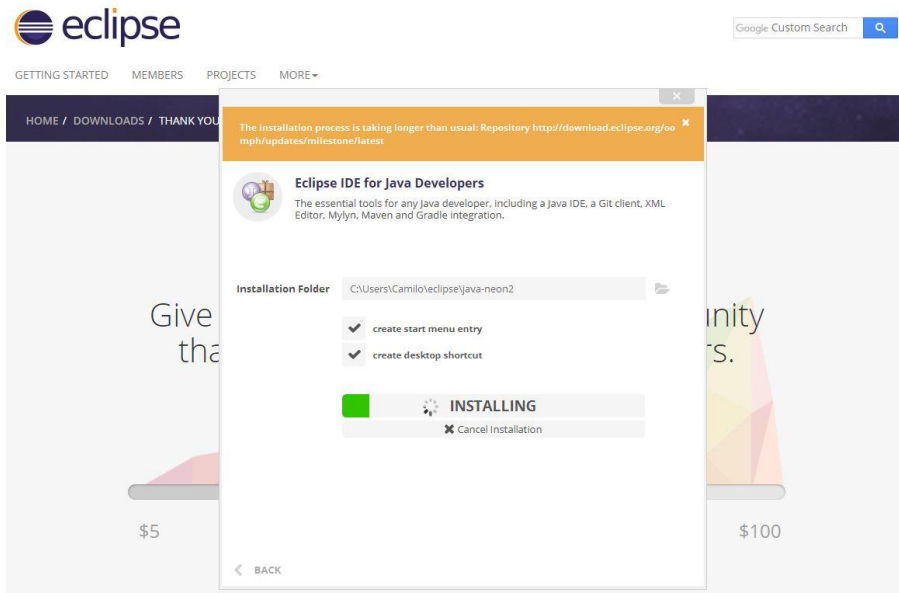 eclipse
Google Custom Search
GETTING STARTED MEMBERS PROJECTS MORE
HOME / DOWNLOADS / THANK YOU
The installation process is taking longer than usual: Repository http://download.eclipse.org/oo
mph/updates/milestone/latest
Eclipse IDE for Java Developers
The essential tools for any Java developer, including a Java IDE, a Git client, XML
Editor, Mylyn, Maven and Gradle integration.
Installation Folder C:\Users\Camilo\eclipse\java-neon2
create start menu entry
create desktop shortcut
Give
tha
unity
rs.
INSTALLING
Cancel Installation
$5
$100
BACK